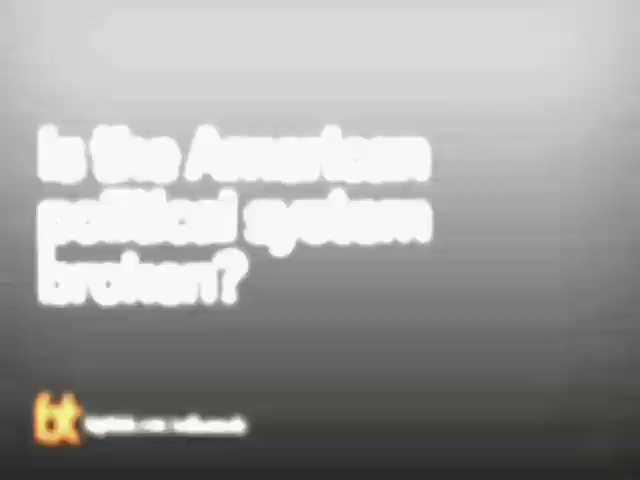 Is the American
political system
broken?
bt